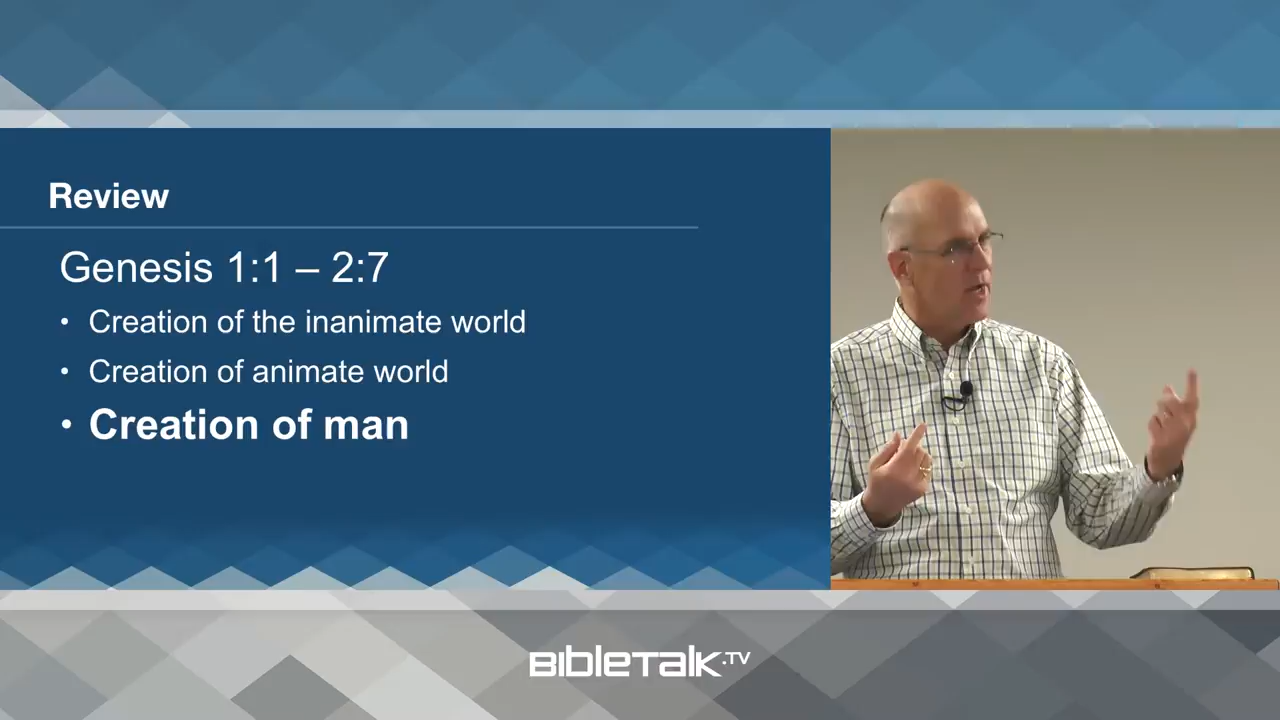 Review
Genesis 1:1 – 2:7
• Creation of the inanimate world
• Creation of animate world
• Creation of man
BIBLETALK.TV